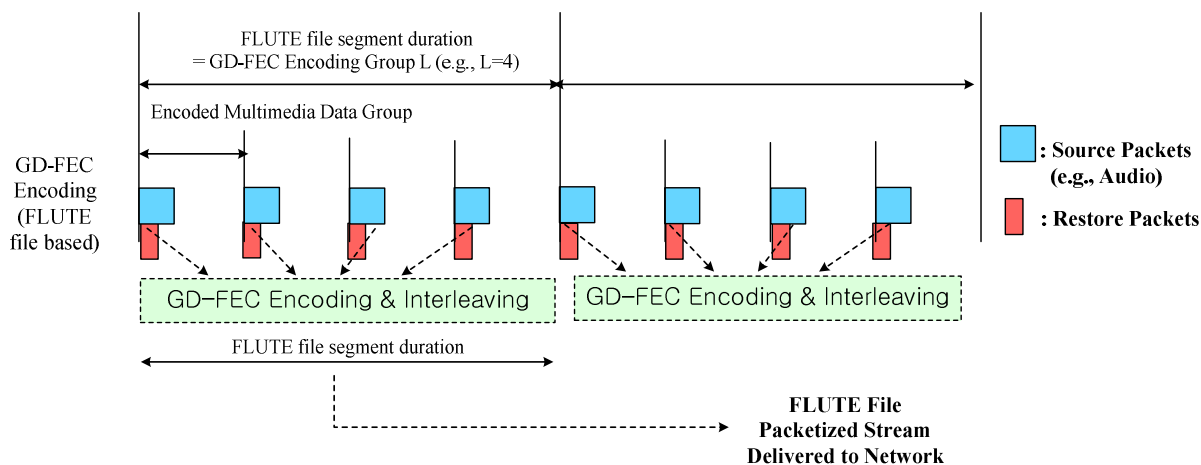 FLUTE file segment duration
= GD-FEC Encoding Group L (e.g., L=4)
Encoded Multimedia Data Group
GD-FEC
Encoding
(FLUTE
file based)
: Source Packets
(e.g., Audio)
: Restore Packets
GD-FEC Encoding & Interleaving
GD-FEC Encoding & Interleaving
FLUTE file segment duration
FLUTE File
Packetized Stream
Delivered to Network